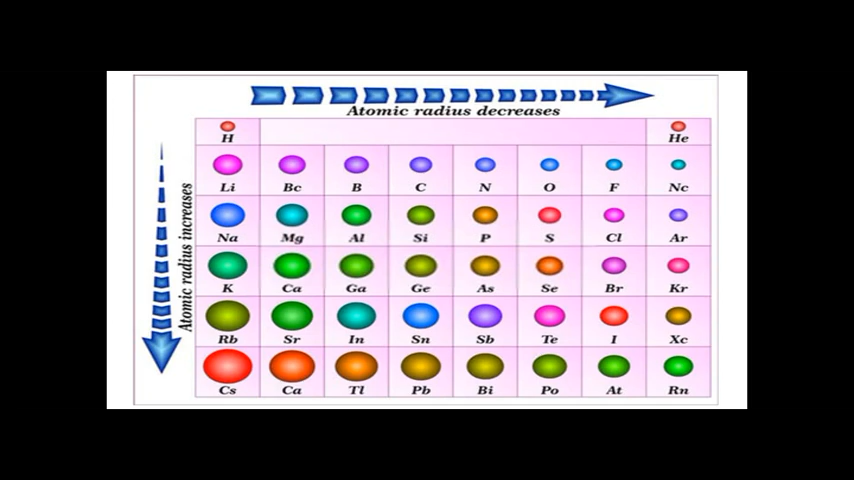 Atomic radius decreases
Atomic radius increases
H He
Li Bc B C N O F Nc
Na Mg Al Si P S Cl Ar
K Ca Ga Ge As Se Br Kr
Rb Sr In Sn Sb Te I Xc
Cs Ca Tl Pb Bi Po At Rn